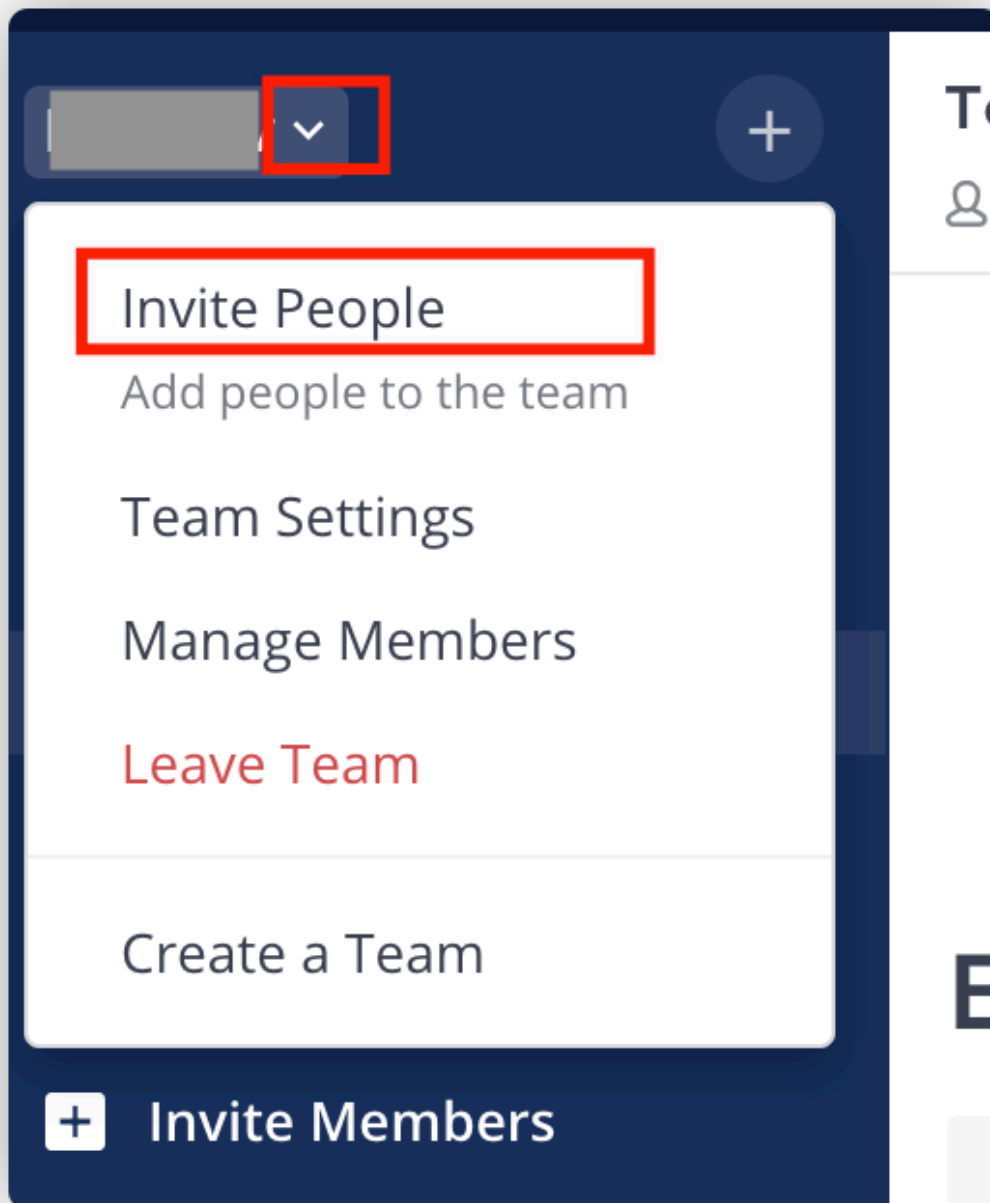 Invite People
Add people to the team
Team Settings
Manage Members
Leave Team
Create a Team
Invite Members